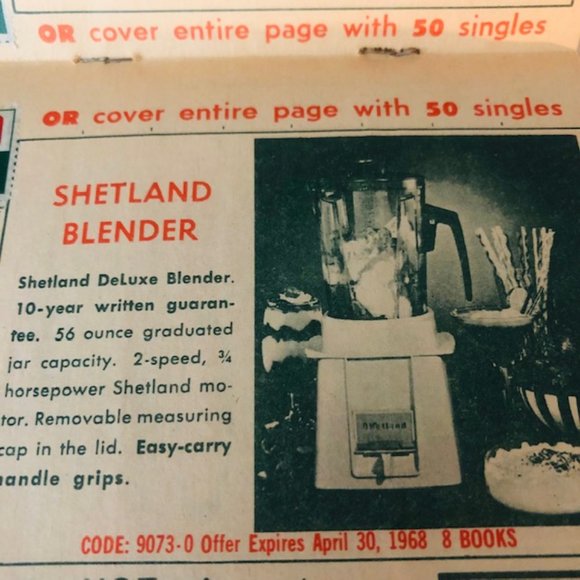 OR cover entire page with 50 singles
OR cover entire page with 50 singles
SHETLAND
BLENDER
Shetland DeLuxe Blender.
10-year written guaran-
tee. 56 ounce graduated
jar capacity. 2-speed, ¾
horsepower Shetland mo-
tor. Removable measuring
cap in the lid. Easy-carry
handle grips.
Shetland
CODE: 9073-0 Offer Expires April 30, 1968 8 BOOKS